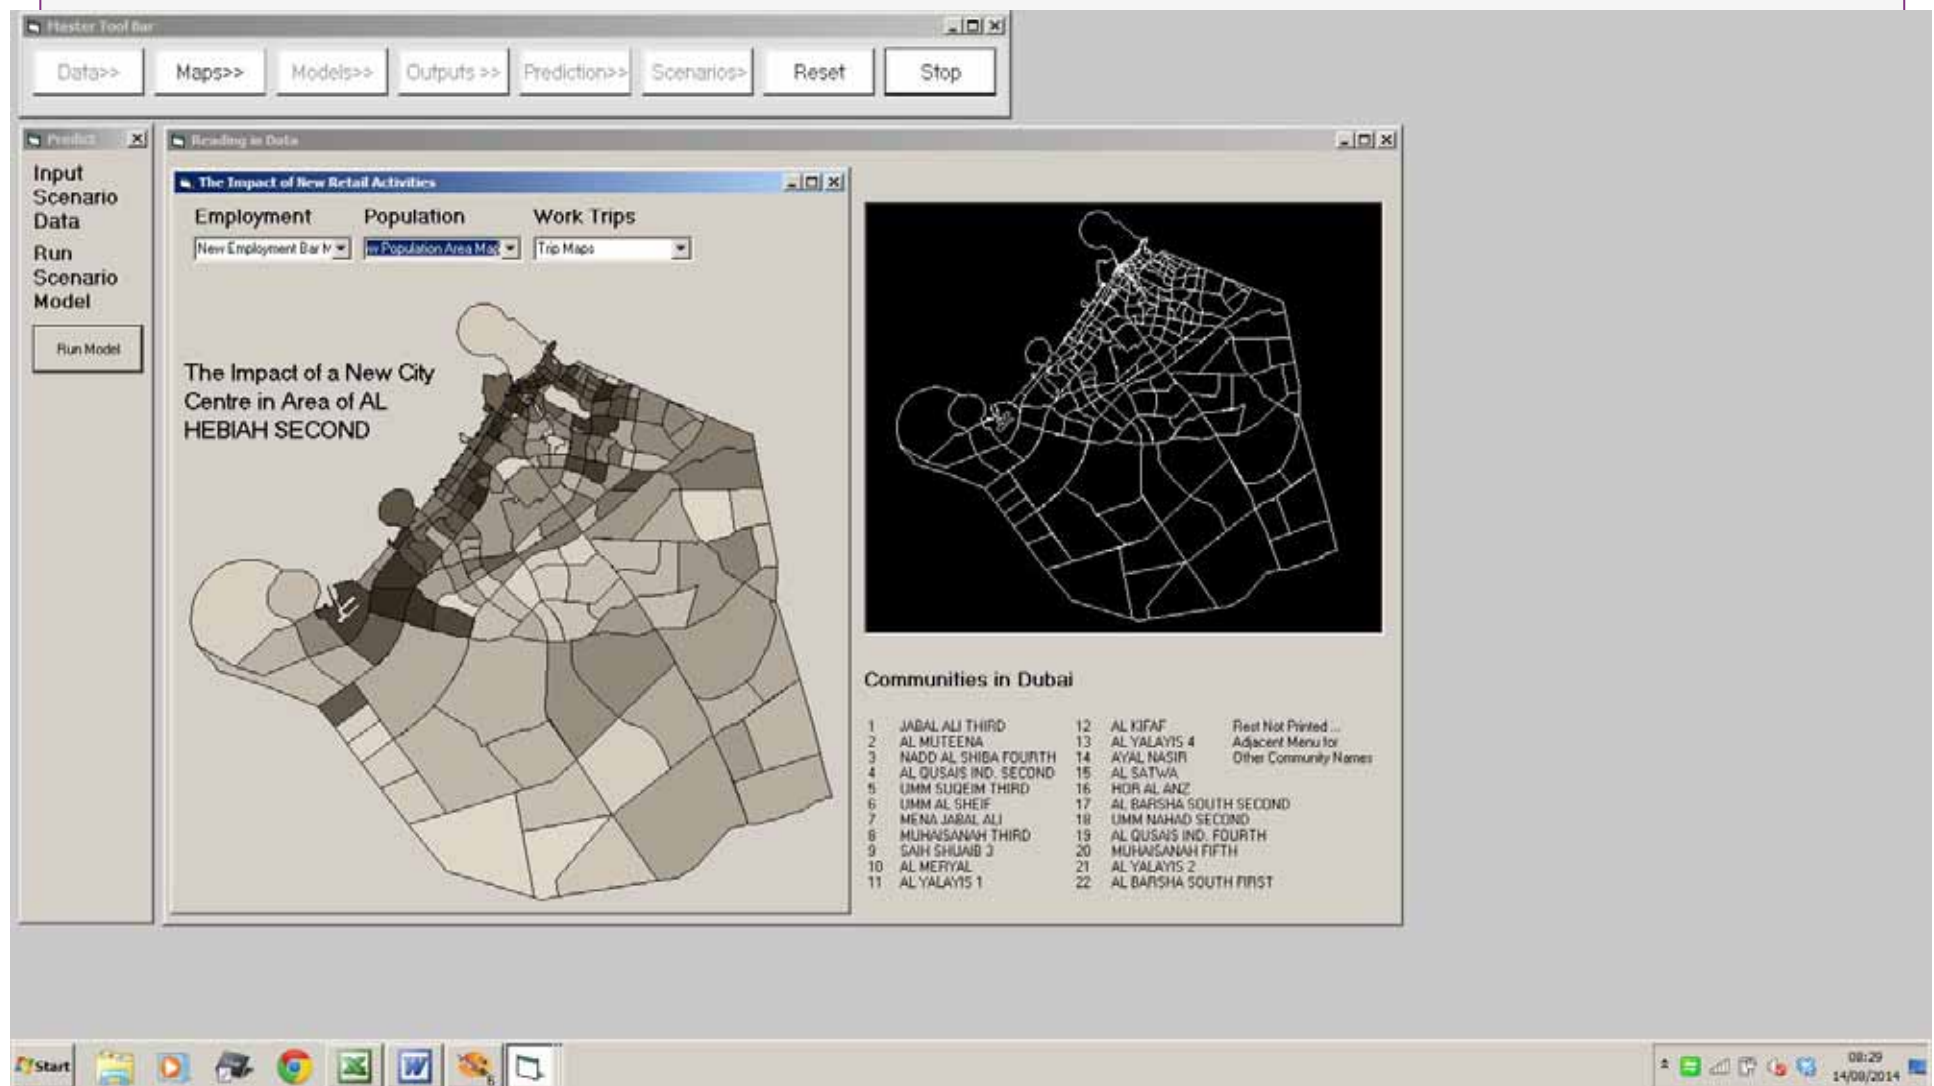 Master Tool Bar
Data>> Maps>> Models>> Outputs >> Prediction>> Scenarios> Reset Stop
Predict
Input
Scenario
Data
Run
Scenario
Model
Run Model
Reading in Data
The Impact of New Retail Activities
Employment Population Work Trips
New Employment Bar M w Population Area Map Trip Maps
The Impact of a New City
Centre in Area of AL
HEBIAH SECOND
Communities in Dubai
1 JABAL ALI THIRD
2 AL MUTEENA
3 NADD AL SHIBA FOURTH
4 AL QUSAIS IND. SECOND
5 UMM SUQEIM THIRD
6 UMM AL SHEIF
7 MENA JABAL ALI
8 MUHAISANAH THIRD
9 SAIH SHUAIB 3
10 AL MERYAL
11 AL YALAYIS 1
12 AL KIFAF
13 AL YALAYIS 4
14 AYAL NASIR
15 AL SATWA
16 HOR AL ANZ
17 AL BARSHA SOUTH SECOND
18 UMM NAHAD SECOND
19 AL QUSAIS IND. FOURTH
20 MUHAISANAH FIFTH
21 AL YALAYIS 2
22 AL BARSHA SOUTH FIRST
Rest Not Printed ...
Adjacent Menu for
Other Community Names
Start
08:29
14/08/2014